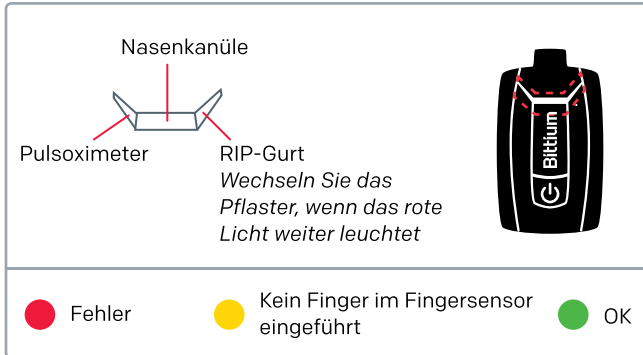 Nasenkanüle
Pulsoximeter
RIP-Gurt
Wechseln Sie das
Pflaster, wenn das rote
Licht weiter leuchtet
Bittium
Fehler
Kein Finger im Fingersensor
eingeführt
OK